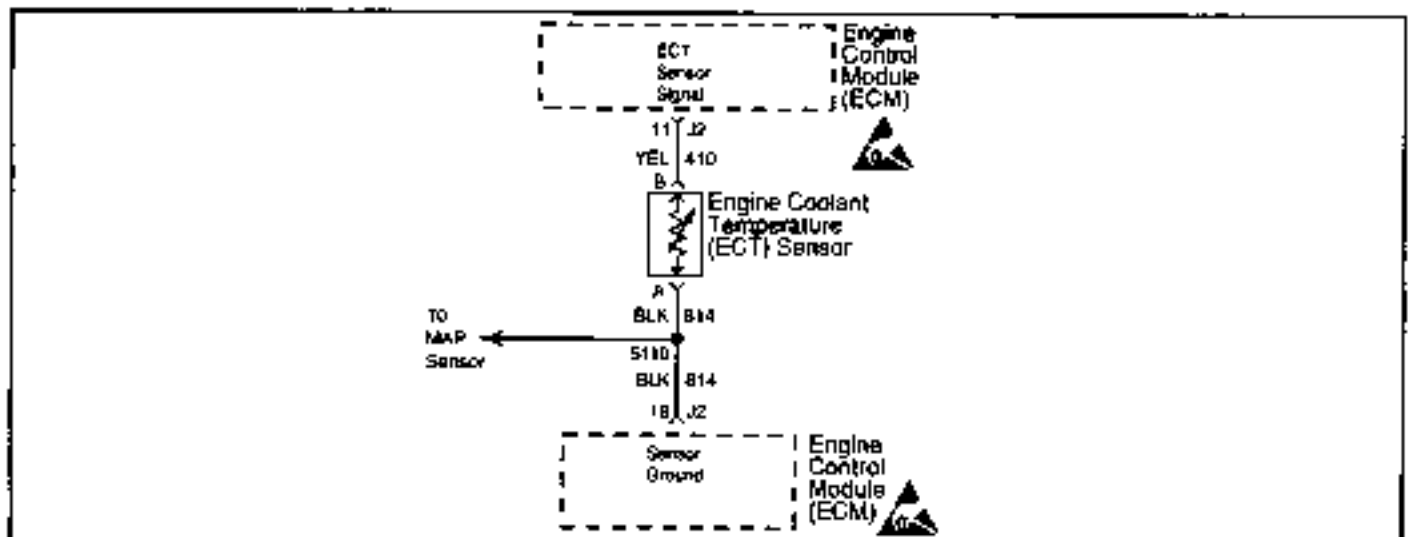 ECT
Sensor
Signal
Engine
Control
Module
(ECM)
11 J2
YEL 410
B
Engine Coolant
Temperature
(ECT) Sensor
A
BLK 814
TO
MAP
Sensor
S110
BLK 814
18 J2
Sensor
Ground
Engine
Control
Module
(ECM)